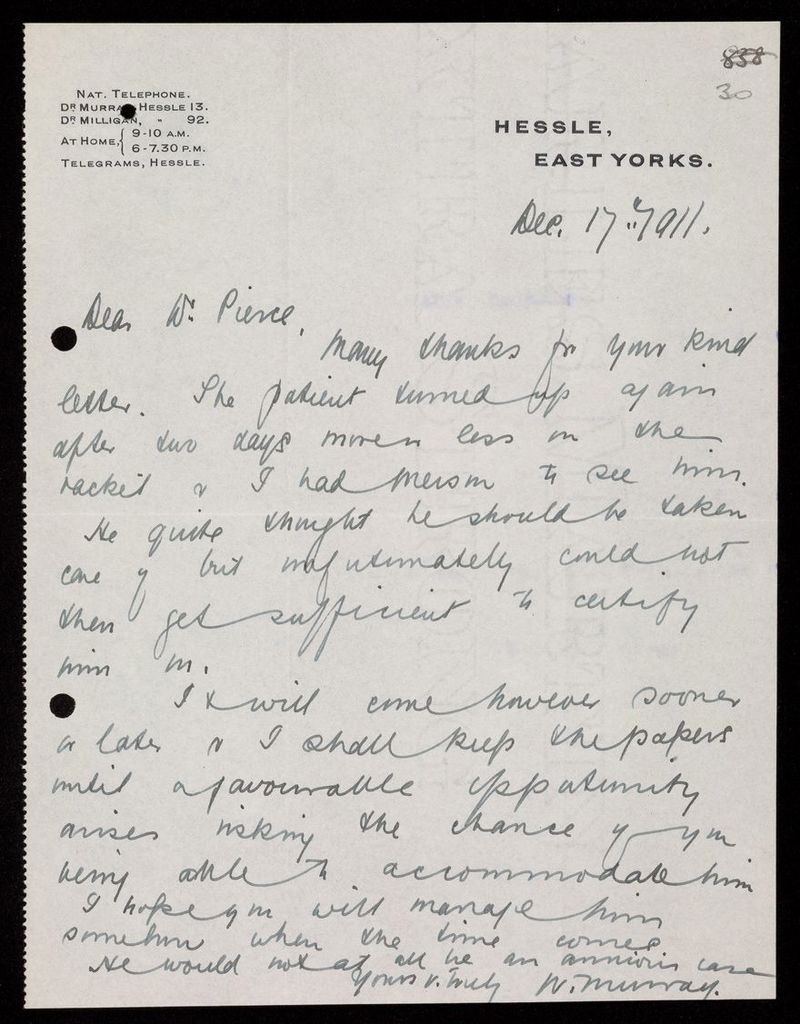 858
30
NAT. TELEPHONE.
DR MURRAY, HESSLE 13.
DR MILLIGAN, " 92.
AT HOME, { 9-10 A.M.
6-7.30 P.M.
TELEGRAMS, HESSLE.
HESSLE,
EAST YORKS.
Dec. 17th 1911.
Dear Dr. Pierce,
Many thanks for your kind
letter. The patient turned up again
after two days more or less on the
racket & I had Merson to see him.
He quite thought he should be taken
care of but unfortunately could not
then get sufficient to certify
him on.
It will come however sooner
or later & I shall keep the papers
until a favourable opportunity
arises risking the chance of you
being able to accommodate him
I hope you will manage him
somehow when the time comes
He would not at all be an case
Yours v. truly W. Murray.